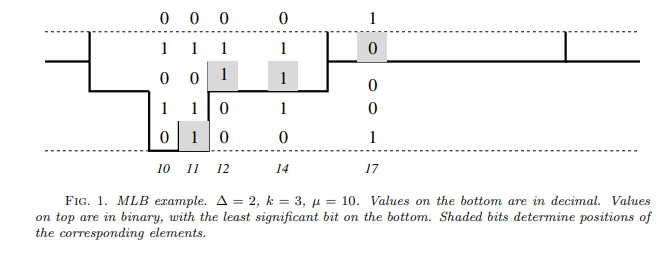 0 0 0 0 1
1 1 1 1 0
0 0 1 1 0
1 1 0 1 0
0 1 0 0 1
10 11 12 14 17
FIG. 1. MLB example. Δ = 2, k = 3, μ = 10. Values on the bottom are in decimal. Values
on top are in binary, with the least significant bit on the bottom. Shaded bits determine positions of
the corresponding elements.